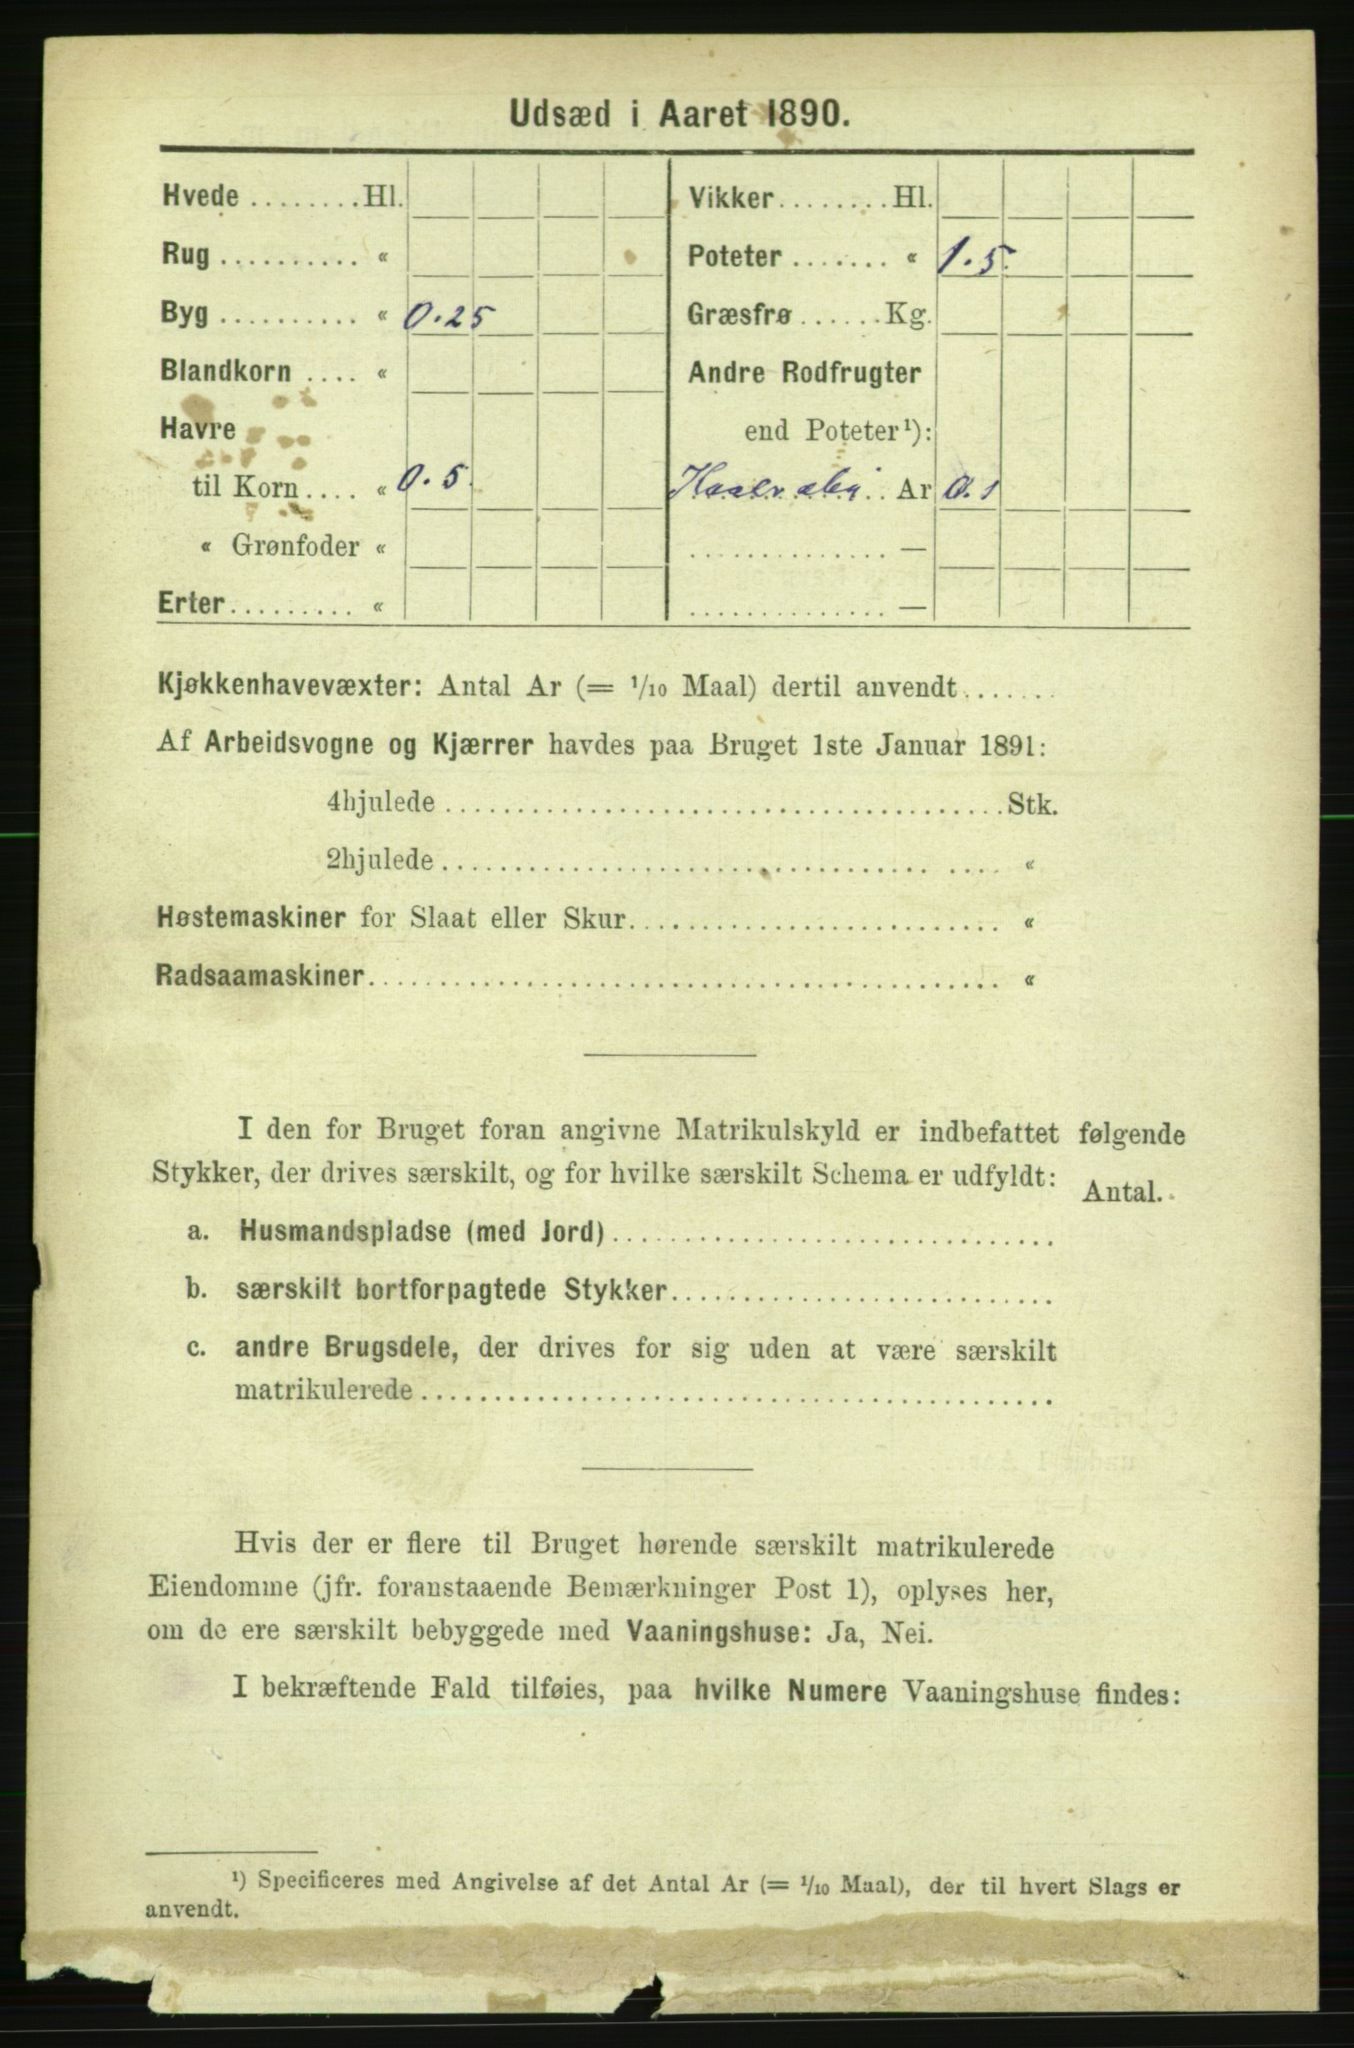 Udsæd i Aaret 1890.
Hvede ........Hl.
Rug .......... «
Byg .......... « 0.25
Blandkorn .... «
Havre
til Korn.... « 0.5
« Grønfoder «
Erter......... «
Vikker........ Hl.
Poteter ....... « 1.5.
Græsfrø...... Kg.
Andre Rodfrugter
end Poteter¹):
.. Ar 0.1
.............. —
.............. —
Kjøkkenhavevæxter: Antal Ar (= 1/10 Maal) dertil anvendt.......
Af Arbeidsvogne og Kjærrer havdes paa Bruget 1ste Januar 1891:
4hjulede ........................................Stk.
2hjulede........................................ «
Høstemaskiner for Slaat eller Skur........................... «
Radsaamaskiner............................................. «
I den for Bruget foran angivne Matrikulskyld er indbefattet følgende
Stykker, der drives særskilt, og for hvilke særskilt Schema er udfyldt: Antal.
a. Husmandspladse (med Jord)................................
b. særskilt bortforpagtede Stykker............................
c. andre Brugsdele, der drives for sig uden at være særskilt
matrikulerede.............................................
Hvis der er flere til Bruget hørende særskilt matrikulerede
Eiendomme (jfr. foranstaaende Bemærkninger Post 1), oplyses her,
om de ere særskilt bebyggede med Vaaningshuse: Ja, Nei.
I bekræftende Fald tilføies, paa hvilke Numere Vaaningshuse findes:
¹) Specificeres med Angivelse af det Antal Ar (= 1/10 Maal), der til hvert Slags er
anvendt.